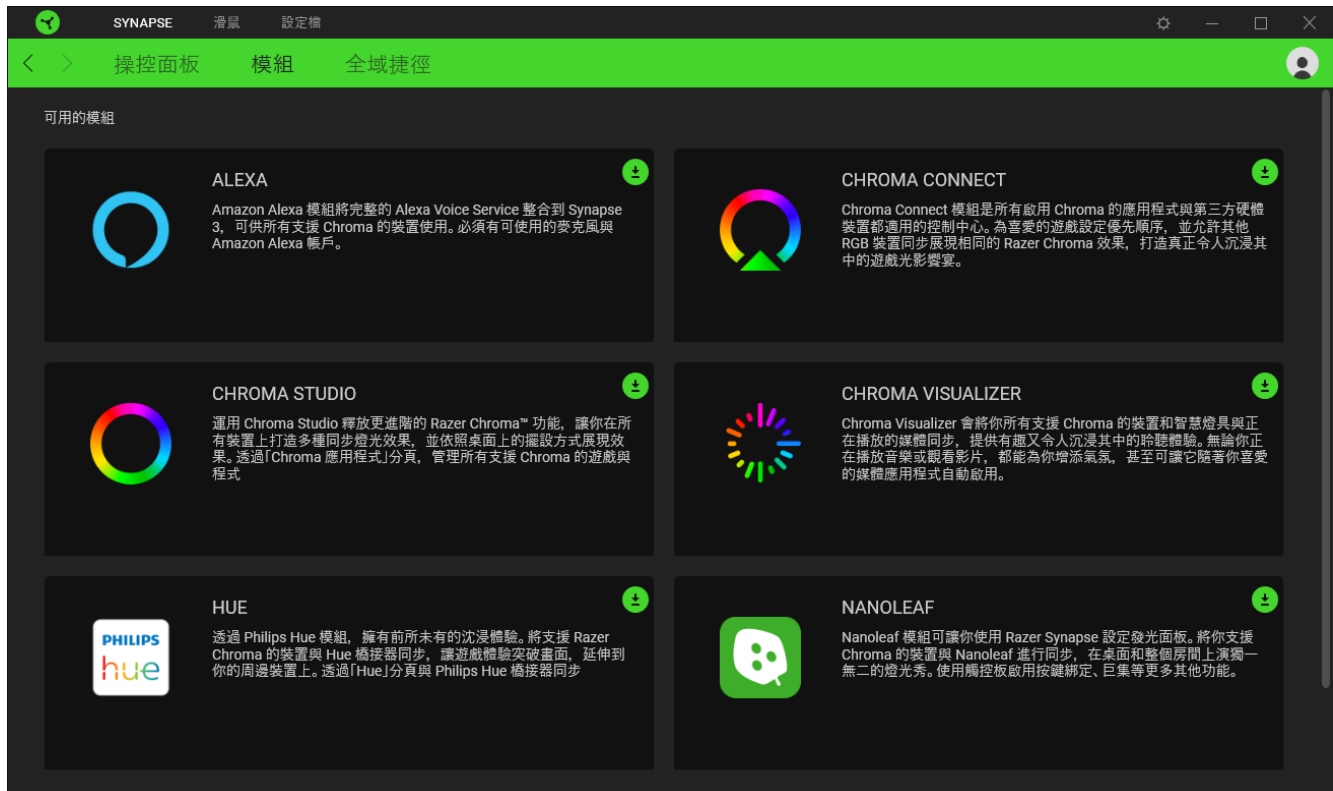 SYNAPSE 滑鼠 設定檔
操控面板 模組 全域捷徑
可用的模組
ALEXA
Amazon Alexa 模組將完整的 Alexa Voice Service 整合到 Synapse
3，可供所有支援 Chroma 的裝置使用。必須有可使用的麥克風與
Amazon Alexa 帳戶。
CHROMA CONNECT
Chroma Connect 模組是所有啟用 Chroma 的應用程式與第三方硬體
裝置都適用的控制中心。為喜愛的遊戲設定優先順序，並允許其他
RGB 裝置同步展現相同的 Razer Chroma 效果，打造真正令人沉浸其
中的遊戲光影饗宴。
CHROMA STUDIO
運用 Chroma Studio 釋放更進階的 Razer Chroma™ 功能，讓你在所
有裝置上打造多種同步燈光效果，並依照桌面上的擺設方式展現效
果。透過「Chroma 應用程式」分頁，管理所有支援 Chroma 的遊戲與
程式
CHROMA VISUALIZER
Chroma Visualizer 會將你所有支援 Chroma 的裝置和智慧燈具與正
在播放的媒體同步，提供有趣又令人沉浸其中的聆聽體驗。無論你正
在播放音樂或觀看影片，都能為你增添氣氛，甚至可讓它隨著你喜愛
的媒體應用程式自動啟用。
PHILIPS
hue
HUE
透過 Philips Hue 模組，擁有前所未有的沈浸體驗。將支援 Razer
Chroma 的裝置與 Hue 橋接器同步，讓遊戲體驗突破畫面，延伸到
你的周邊裝置上。透過「Hue」分頁與 Philips Hue 橋接器同步
NANOLEAF
Nanoleaf 模組可讓你使用 Razer Synapse 設定發光面板。將你支援
Chroma 的裝置與 Nanoleaf 進行同步，在桌面和整個房間上演獨一
無二的燈光秀。使用觸控板啟用按鍵綁定、巨集等更多其他功能。